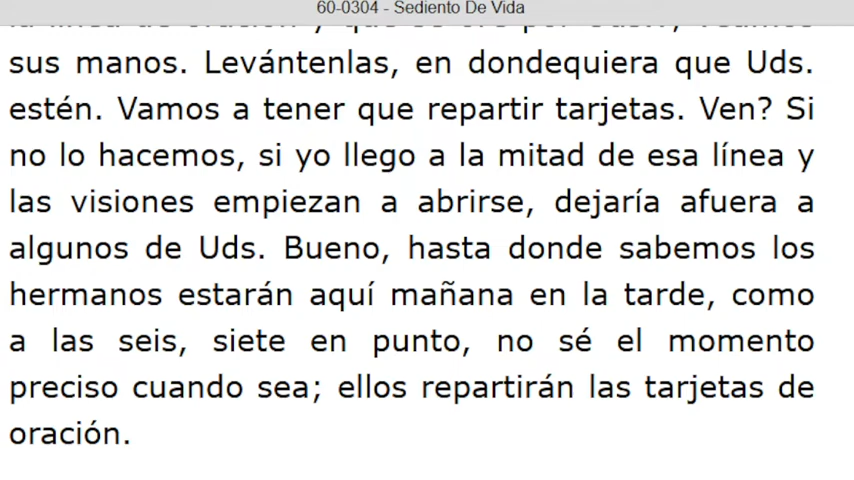 60-0304 - Sediento De Vida
sus manos. Levántenlas, en dondequiera que Uds.
estén. Vamos a tener que repartir tarjetas. Ven? Si
no lo hacemos, si yo llego a la mitad de esa línea y
las visiones empiezan a abrirse, dejaría afuera a
algunos de Uds. Bueno, hasta donde sabemos los
hermanos estarán aquí mañana en la tarde, como
a las seis, siete en punto, no sé el momento
preciso cuando sea; ellos repartirán las tarjetas de
oración.